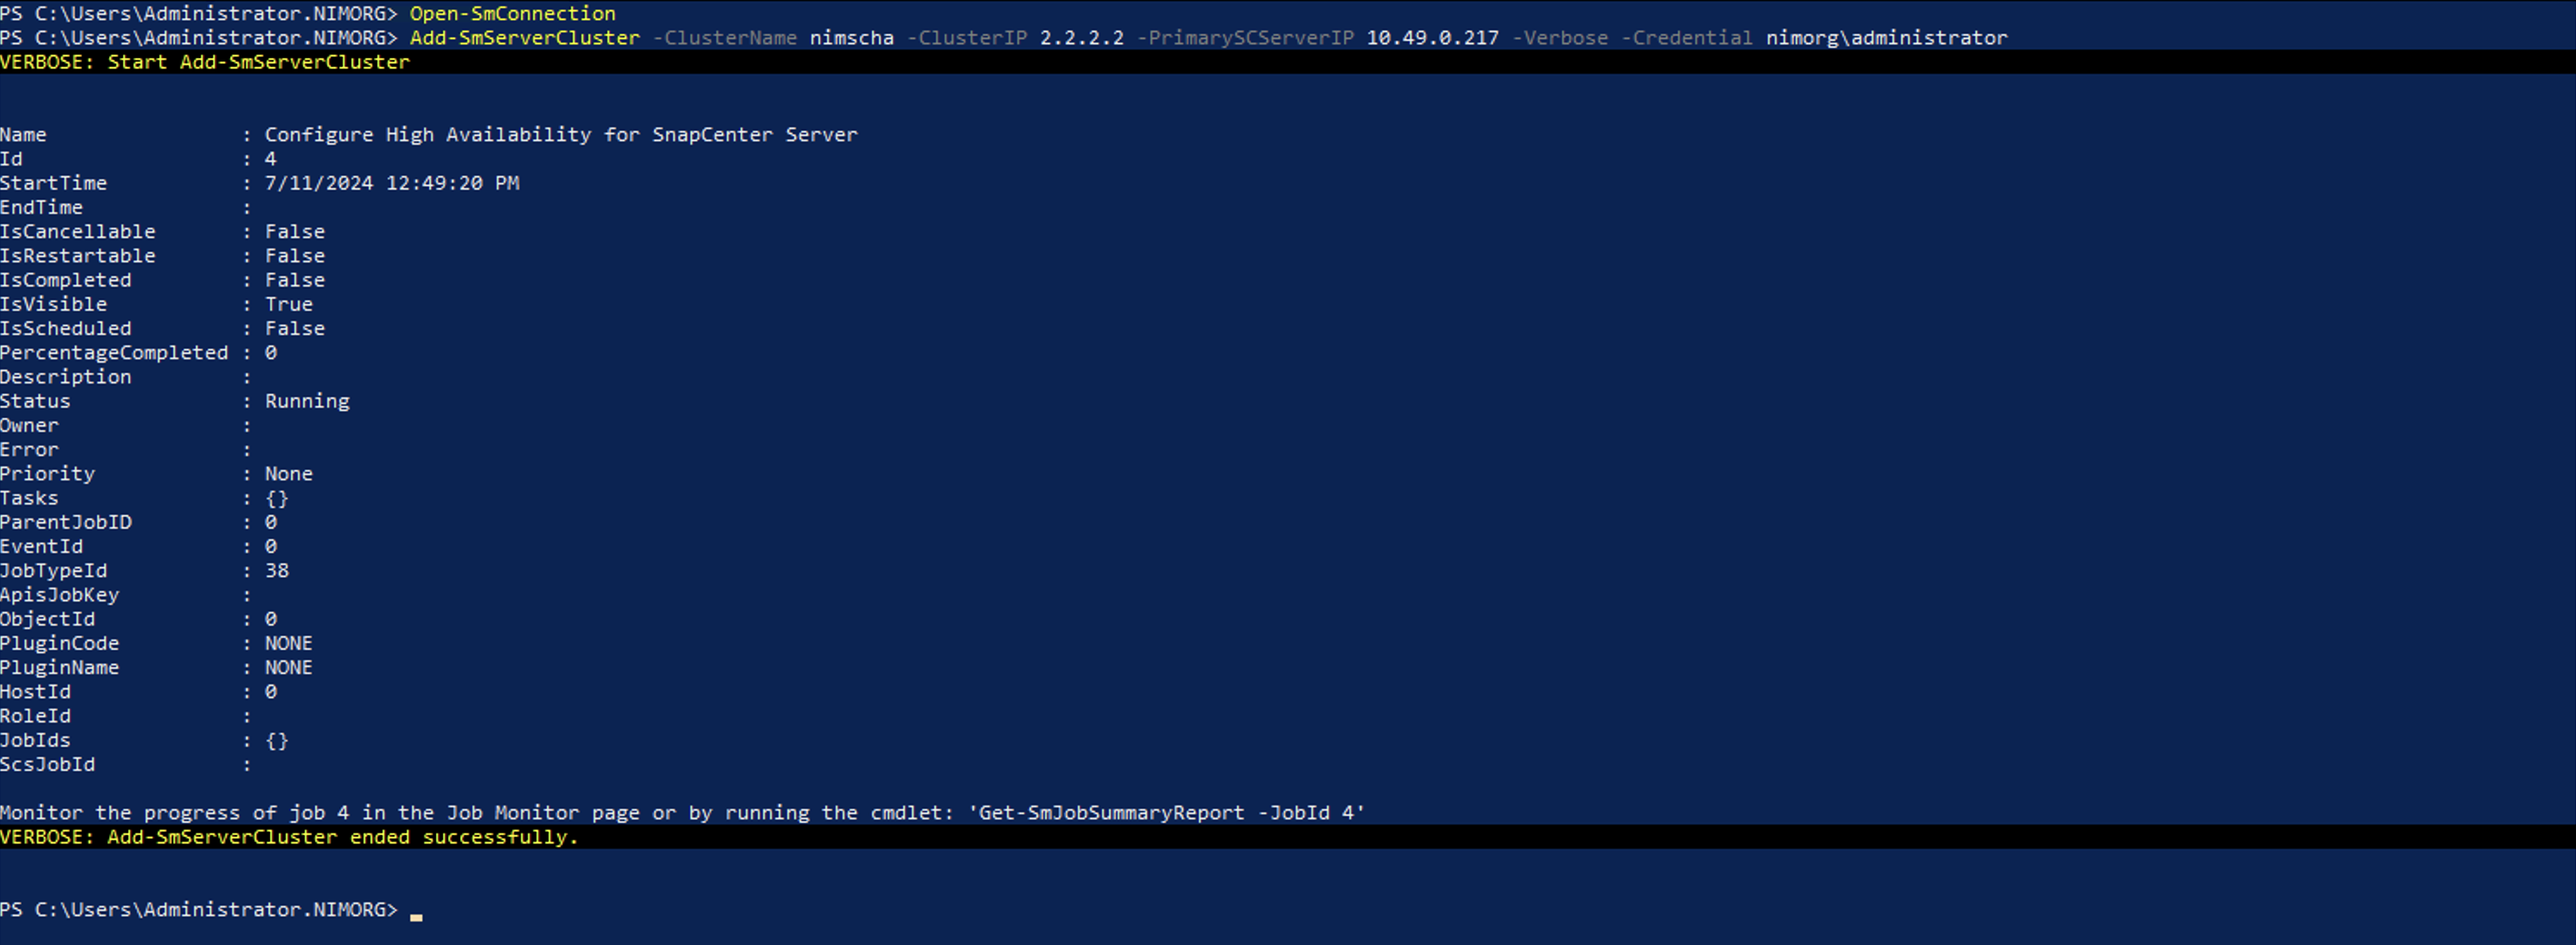 PS C:\Users\Administrator.NIMORG> Open-SmConnection
PS C:\Users\Administrator.NIMORG> Add-SmServerCluster -ClusterName nimscha -ClusterIP 2.2.2.2 -PrimarySCServerIP 10.49.0.217 -Verbose -Credential nimorg\administrator
VERBOSE: Start Add-SmServerCluster
Name : Configure High Availability for SnapCenter Server
Id : 4
StartTime : 7/11/2024 12:49:20 PM
EndTime :
IsCancellable : False
IsRestartable : False
IsCompleted : False
IsVisible : True
IsScheduled : False
PercentageCompleted : 0
Description :
Status : Running
Owner :
Error :
Priority : None
Tasks : {}
ParentJobID : 0
EventId : 0
JobTypeId : 38
ApisJobKey :
ObjectId : 0
PluginCode : NONE
PluginName : NONE
HostId : 0
RoleId :
JobIds : {}
ScsJobId :
Monitor the progress of job 4 in the Job Monitor page or by running the cmdlet: 'Get-SmJobSummaryReport -JobId 4'
VERBOSE: Add-SmServerCluster ended successfully.
PS C:\Users\Administrator.NIMORG>